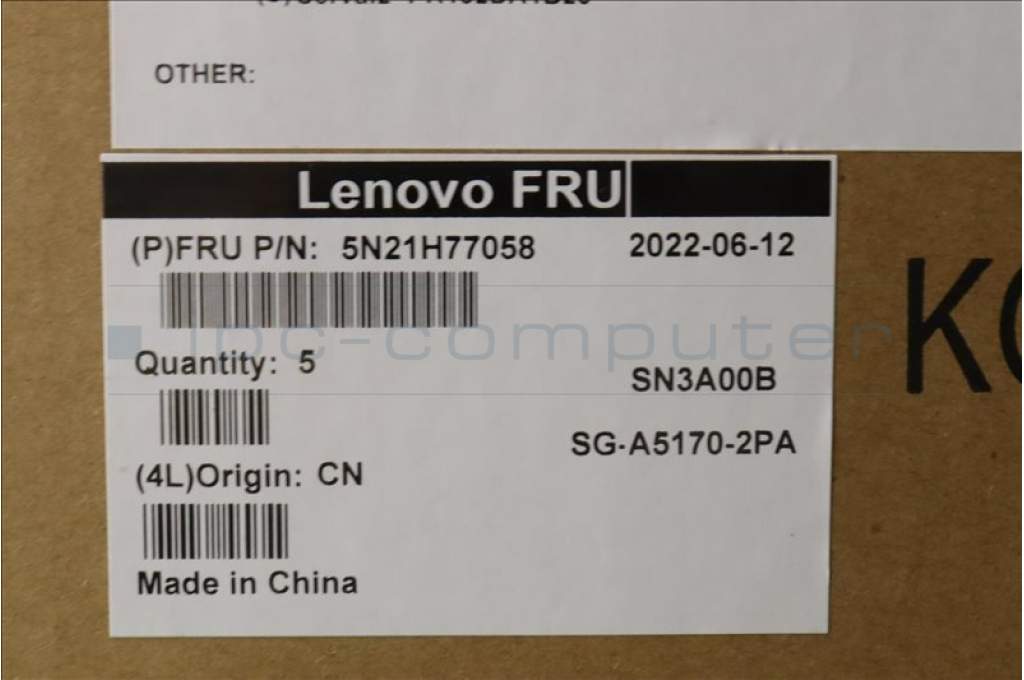 OTHER:
Lenovo FRU
(P)FRU P/N: 5N21H77058 2022-06-12
ipc-computer
Quantity: 5
SN3A00B
SG-A5170-2PA
(4L)Origin: CN
Made in China